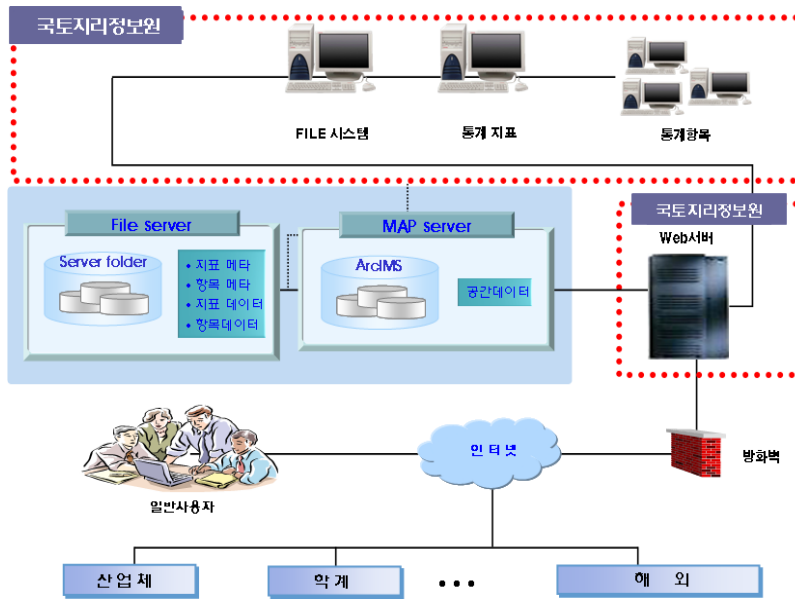 국토지리정보원
FILE 시스템
통계 지표
통계항목
국토지리정보원
Web서버
File server
MAP server
Server folder
• 지표 메타
• 항목 메타
• 지표 데이터
• 항목데이터
ArcIMS
공간데이터
인터넷
방화벽
일반사용자
산업체
학계
•••
해외